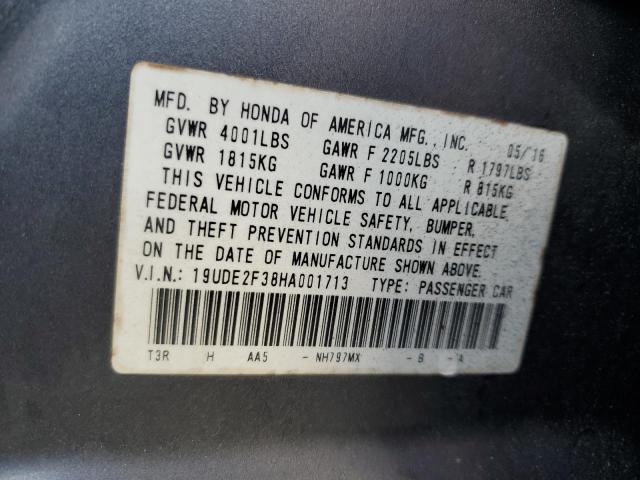 MFD. BY HONDA OF AMERICA MFG., INC. 05/16
GVWR 4001LBS GAWR F 2205LBS R 1797LBS
GVWR 1815KG GAWR F 1000KG R 815KG
THIS VEHICLE CONFORMS TO ALL APPLICABLE
FEDERAL MOTOR VEHICLE SAFETY, BUMPER,
AND THEFT PREVENTION STANDARDS IN EFFECT
ON THE DATE OF MANUFACTURE SHOWN ABOVE.
V.I.N.: 19UDE2F38HA001713 TYPE: PASSENGER CAR
T3R H AA5 - NH797MX - B - A